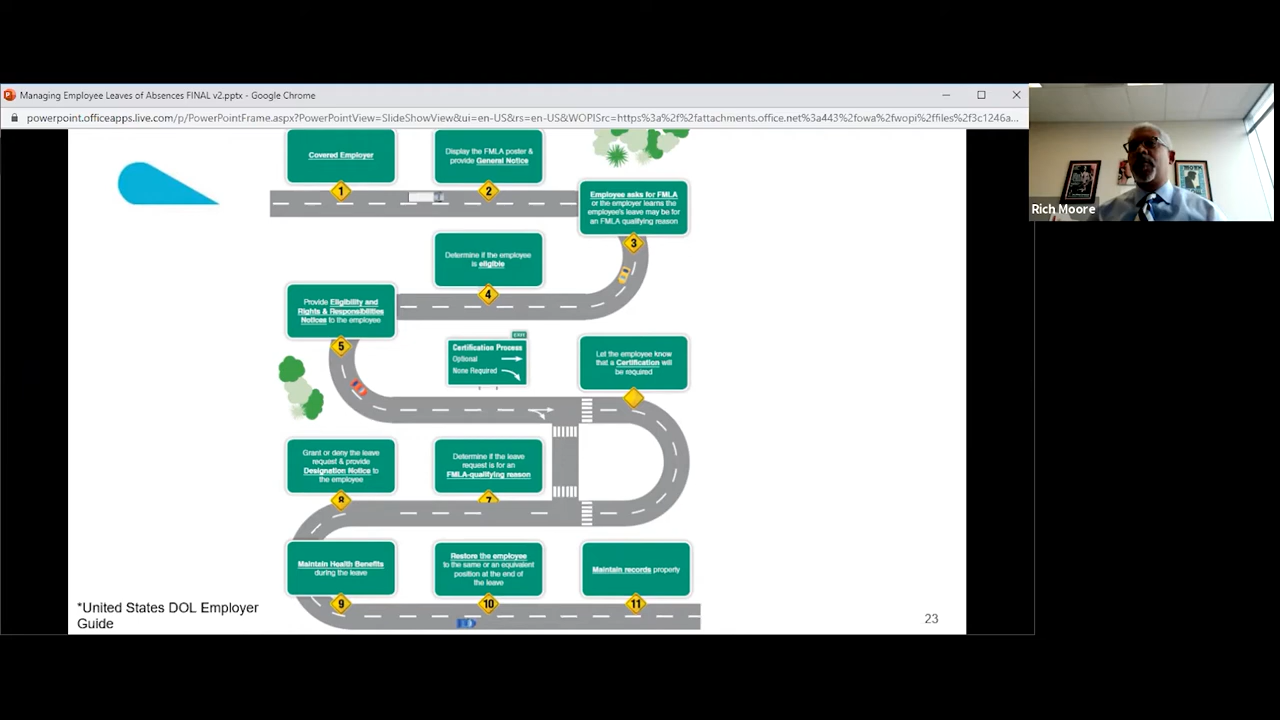 Managing Employee Leaves of Absences FINAL v2.pptx - Google Chrome
powerpoint.officeapps.live.com/p/PowerPointFrame.aspx?PowerPointView=SlideShowView&ui=en-US&rs=en-US&WOPISrc=https%3a%2f%2fattachments.office.net%3a443%2fowa%2fwopi%2ffiles%2f3c1246a...
Covered Employer
1
Display the FMLA poster &
provide General Notice
2
Employee asks for FMLA
or the employer learns the
employee's leave may be for
an FMLA qualifying reason
3
Determine if the employee
is eligible
4
Provide Eligibility and
Rights & Responsibilities
Notices to the employee
5
EXIT
Certification Process
Optional
None Required
Let the employee know
that a Certification will
be required
Determine if the leave
request is for an
FMLA-qualifying reason
7
Grant or deny the leave
request & provide
Designation Notice to
the employee
8
Maintain Health Benefits
during the leave
9
Restore the employee
to the same or an equivalent
position at the end of
the leave
10
Maintain records properly
11
*United States DOL Employer
Guide
23
Rich Moore